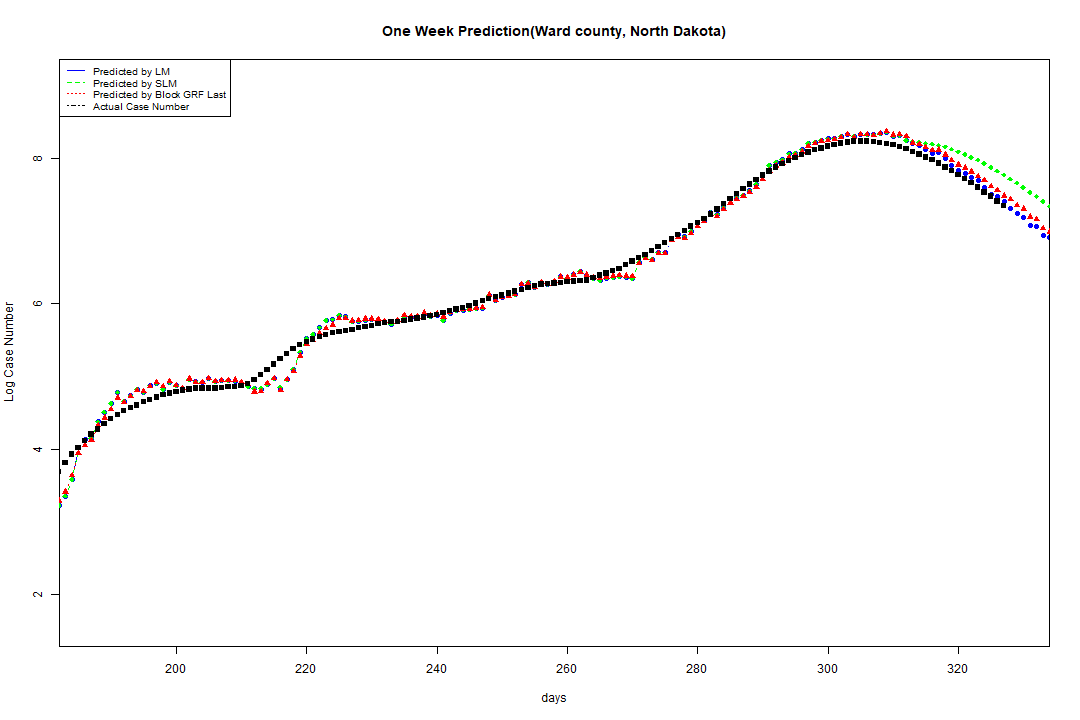 One Week Prediction(Ward county, North Dakota)
Predicted by LM
Predicted by SLM
Predicted by Block GRF Last
Actual Case Number
8
6
4
2
Log Case Number
200 220 240 260 280 300 320
days